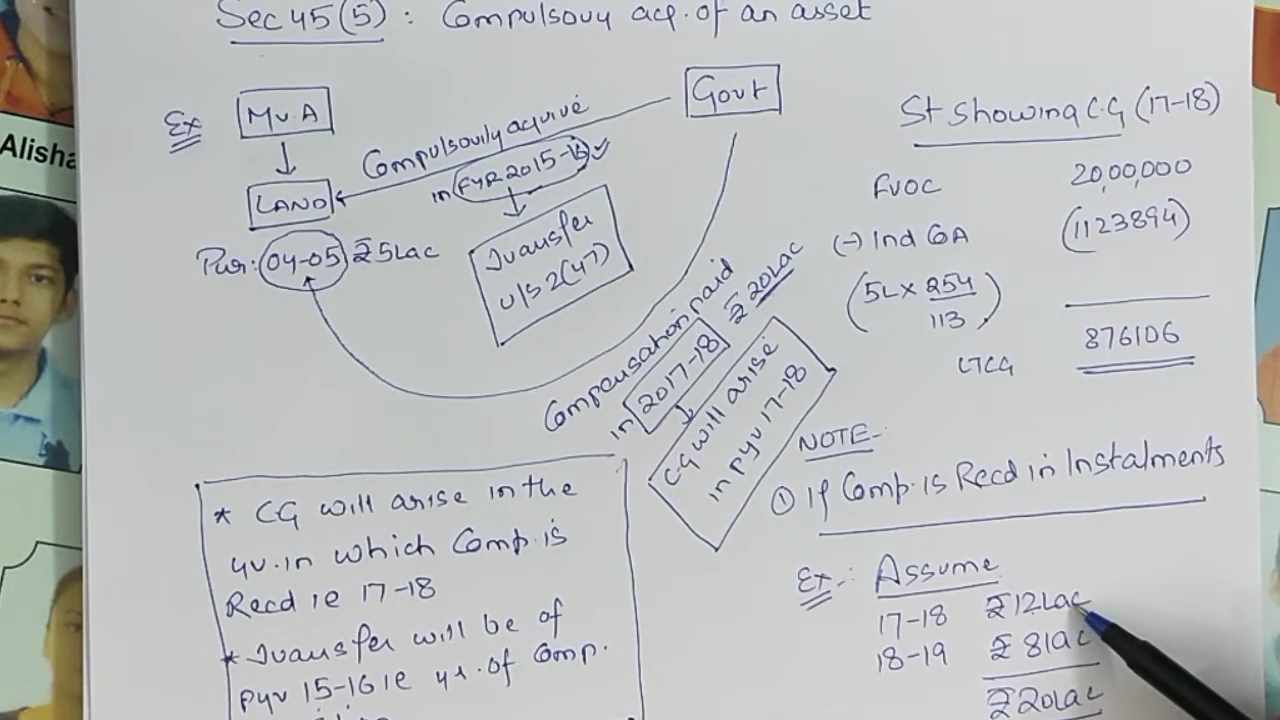 Sec 45(5) : Compulsory acq. of an asset
Alisha
Ex
Mr. A
Govt
Compulsorily acquire
in FYR 2015-16
LAND
Transfer
u/s 2(47)
Pur: 04-05 ₹5Lac
Compensation paid
in 2017-18 ₹20Lac
CG will arise
in pyr 17-18
* CG will arise in the
yr. in which Comp. is
Recd ie 17-18
* Transfer will be of
pyr 15-16 ie yr. of Comp.
St Showing C.G (17-18)
FVOC 20,00,000
(-) Ind COA (1123894)
(5L x 254/113)
LTCG 876106
NOTE-
① If Comp. is Recd in Instalments
Ex-: Assume
17-18 ₹12Lac
18-19 ₹8Lac
₹20Lac